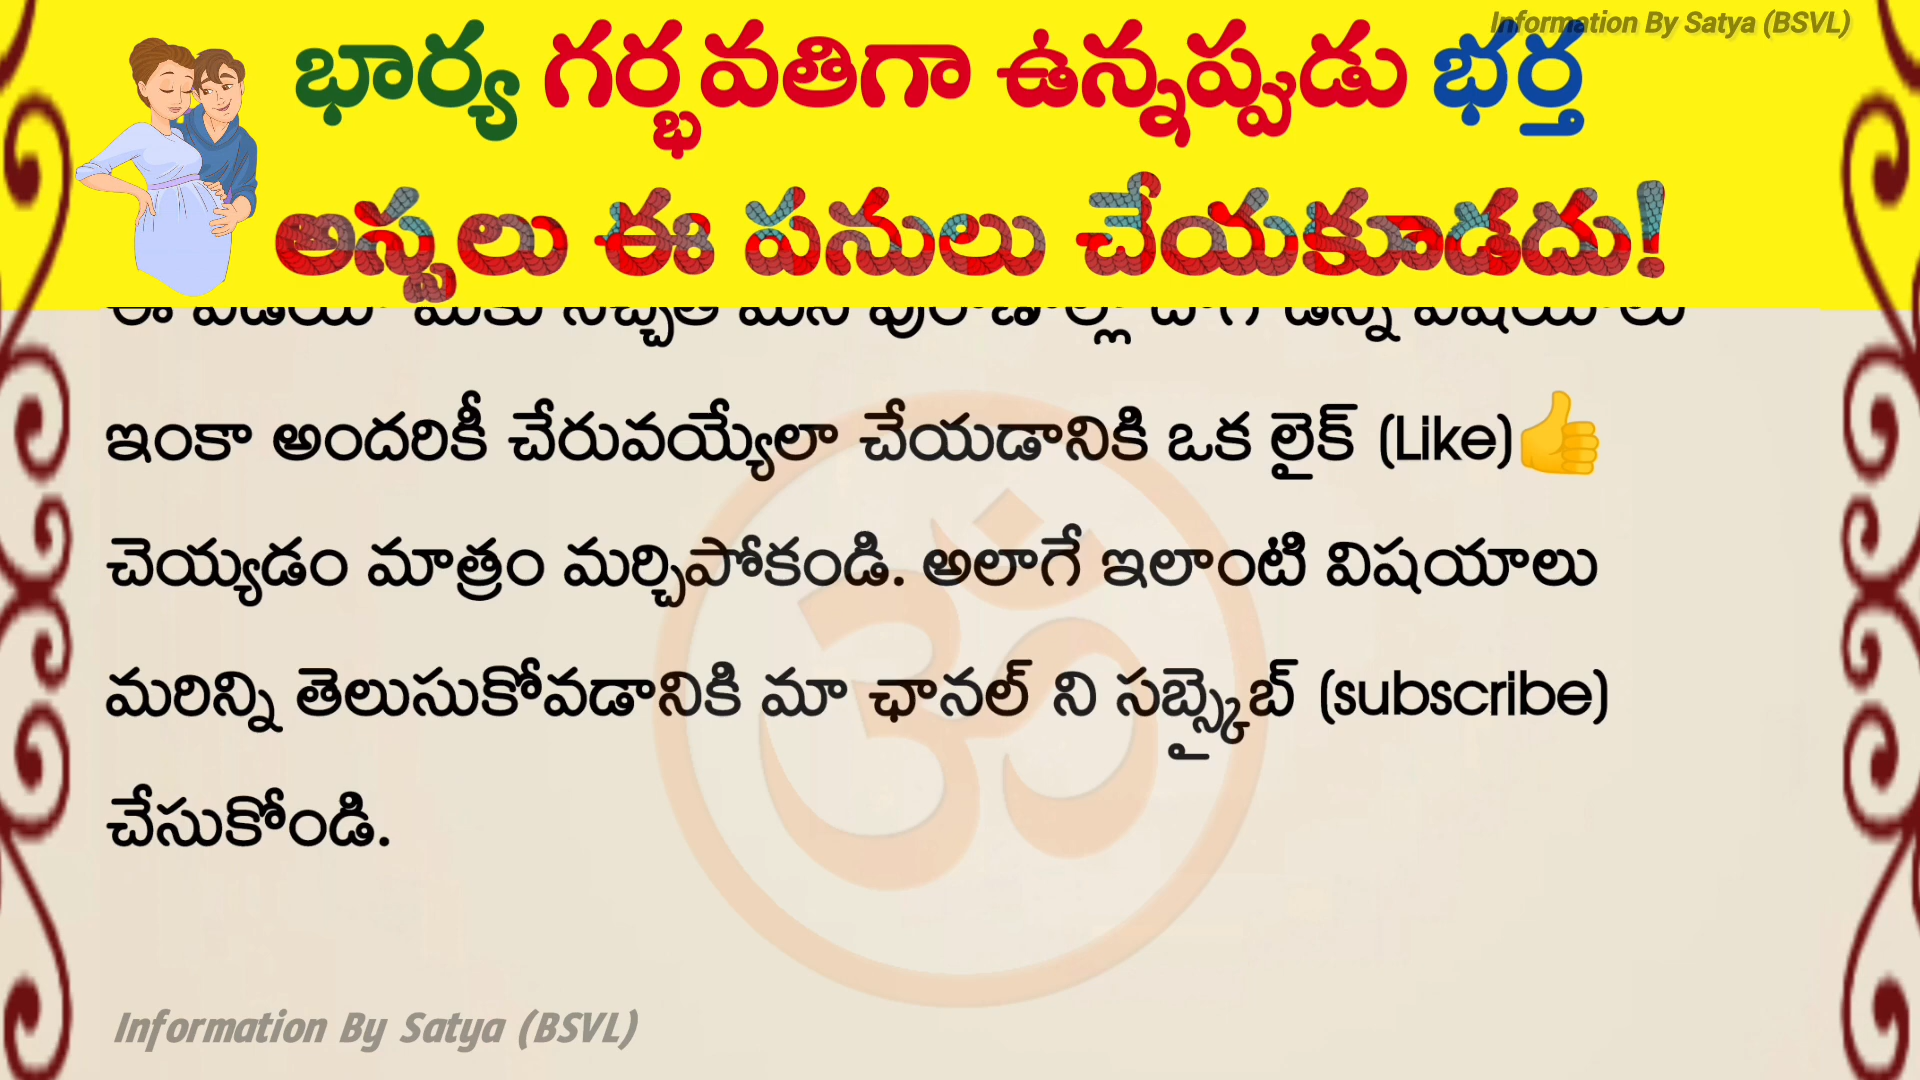 Information By Satya (BSVL)
భార్య గర్భవతిగా ఉన్నప్పుడు భర్త
అస్సలు ఈ పనులు చేయకూడదు!
ఇంకా అందరికీ చేరువయ్యేలా చేయడానికి ఒక లైక్ (Like)👍
చెయ్యడం మాత్రం మర్చిపోకండి. అలాగే ఇలాంటి విషయాలు
మరిన్ని తెలుసుకోవడానికి మా ఛానల్ ని సబ్స్కైబ్ (subscribe)
చేసుకోండి.
ॐ
Information By Satya (BSVL)